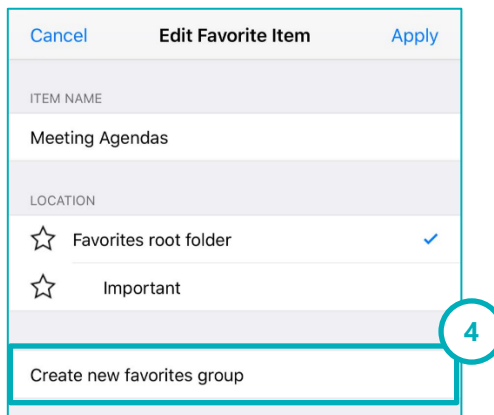 Cancel Edit Favorite Item Apply
ITEM NAME
Meeting Agendas
LOCATION
Favorites root folder
Important
4
Create new favorites group